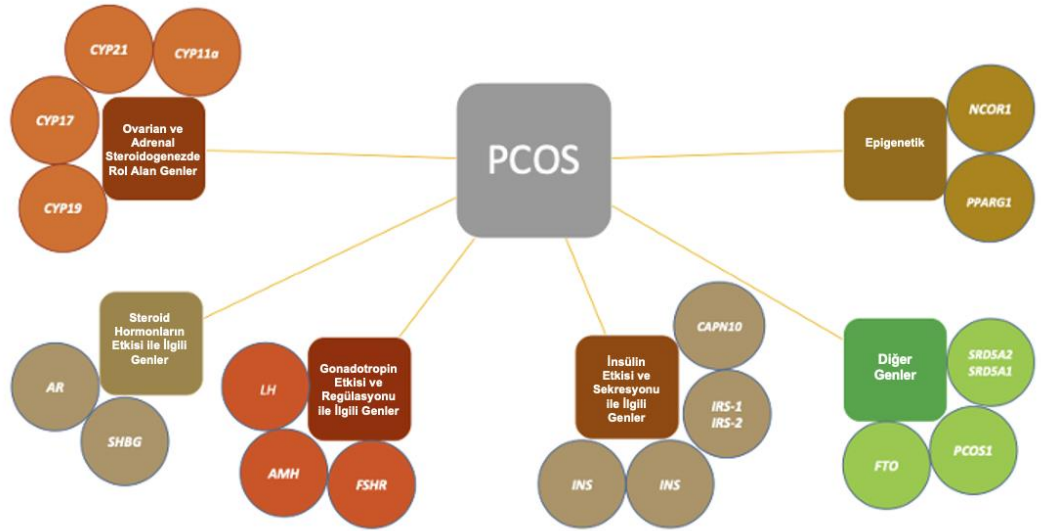 PCOS
CYP21
CYP11a
CYP17
CYP19
Ovarian ve
Adrenal
Steroidogenezde
Rol Alan Genler
Epigenetik
NCOR1
PPARG1
Steroid
Hormonların
Etkisi ile İlgili
Genler
AR
SHBG
Gonadotropin
Etkisi ve
Regülasyonu
ile İlgili Genler
LH
AMH
FSHR
İnsülin
Etkisi ve
Sekresyonu
ile İlgili
Genler
CAPN10
IRS-1
IRS-2
INS
INS
Diğer
Genler
SRD5A2
SRD5A1
PCOS1
FTO